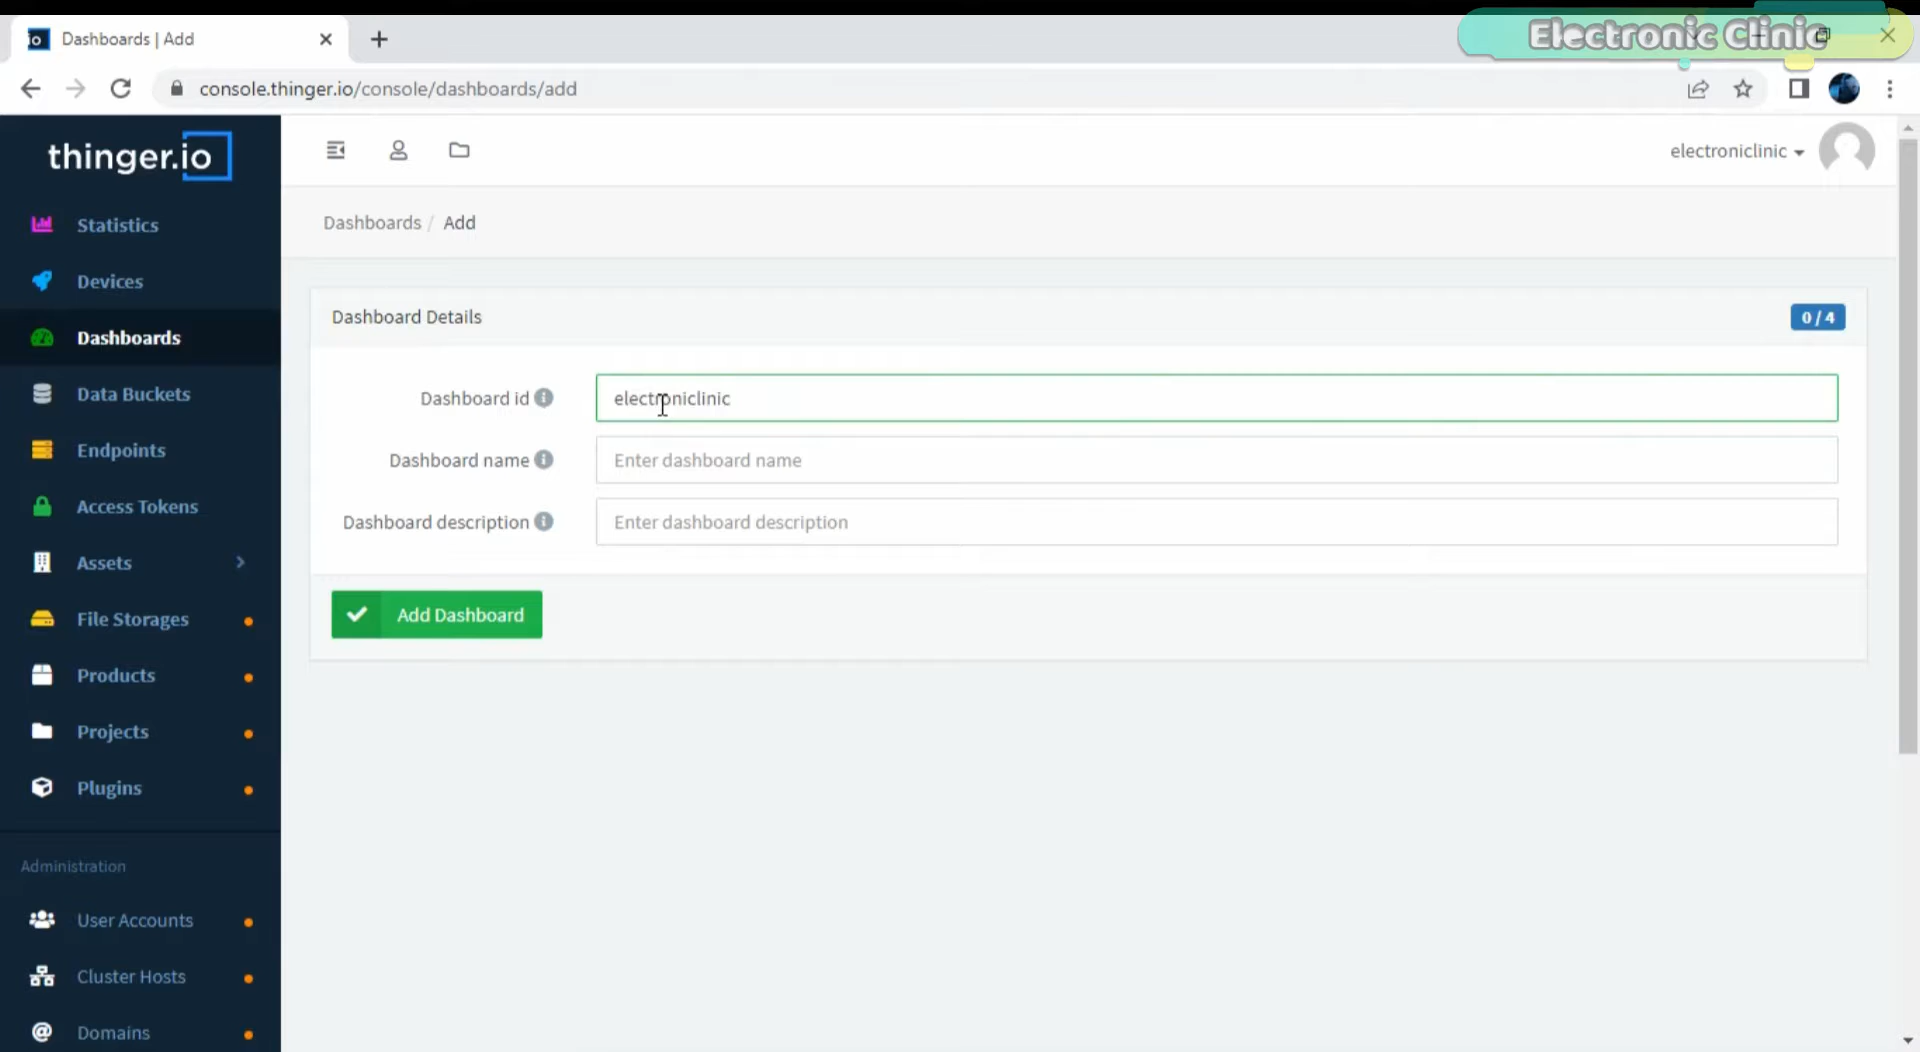 io Dashboards | Add
Electronic Clinic
console.thinger.io/console/dashboards/add
thinger.io
electroniclinic
Statistics
Devices
Dashboards
Data Buckets
Endpoints
Access Tokens
Assets
File Storages
Products
Projects
Plugins
Administration
User Accounts
Cluster Hosts
Domains
Dashboards / Add
Dashboard Details
0 / 4
Dashboard id electroniclinic
Dashboard name Enter dashboard name
Dashboard description Enter dashboard description
Add Dashboard